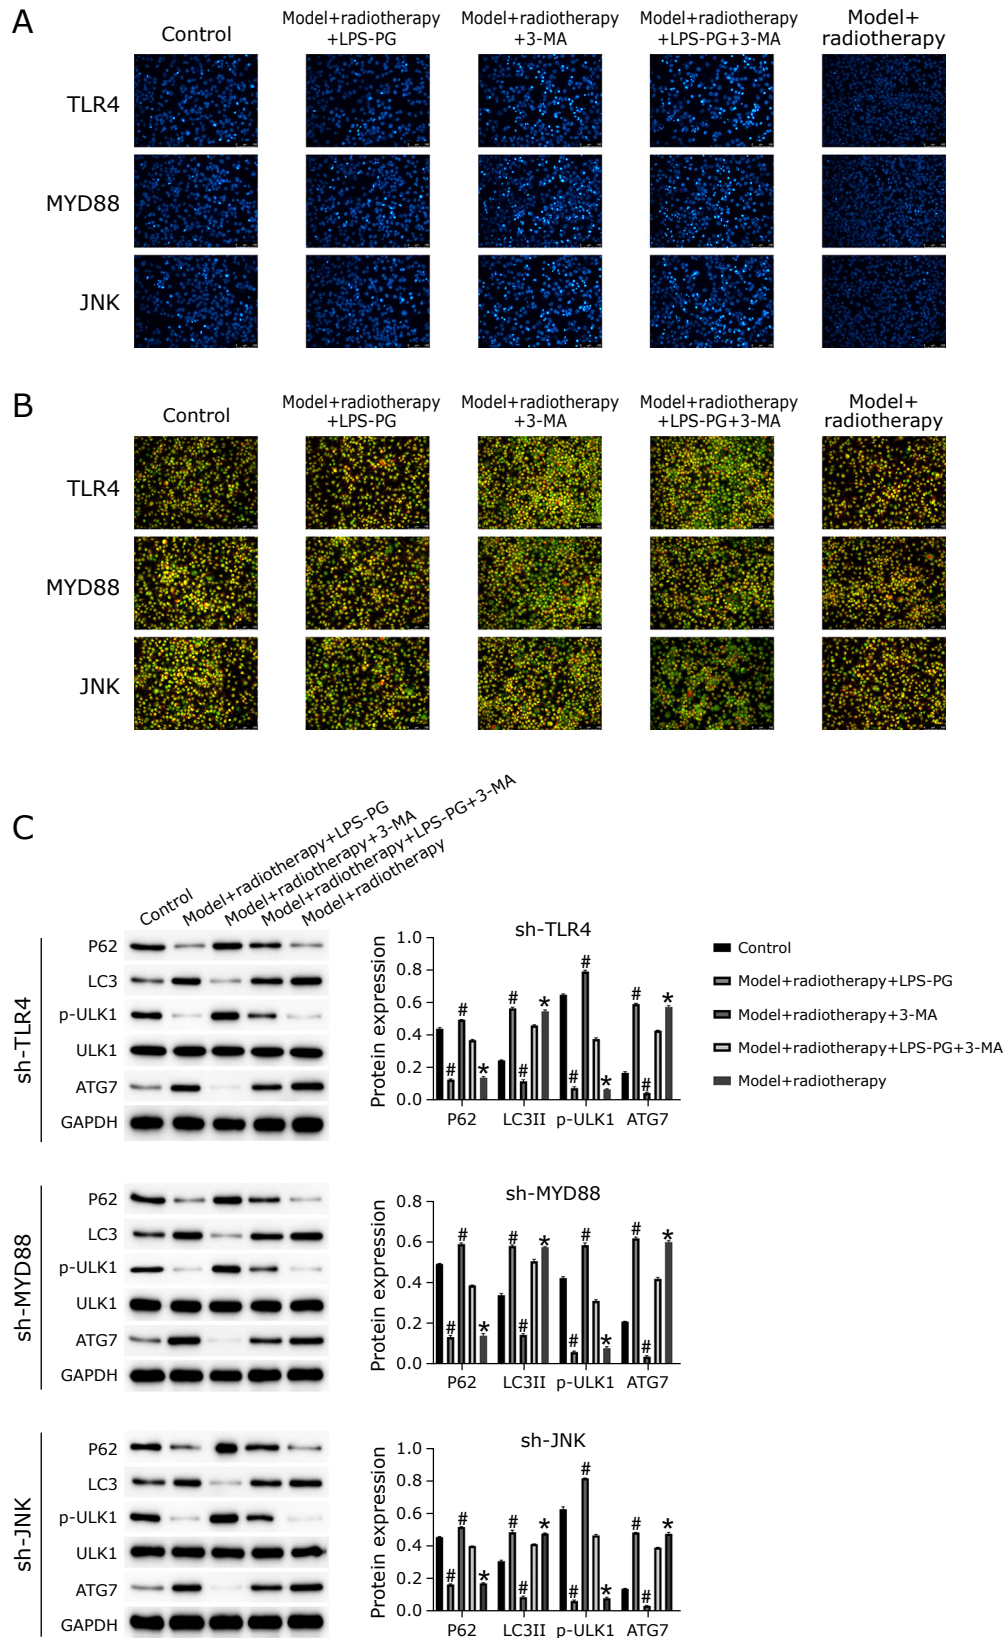 A
Control
Model+radiotherapy
+LPS-PG
Model+radiotherapy
+3-MA
Model+radiotherapy
+LPS-PG+3-MA
Model+
radiotherapy
TLR4
MYD88
JNK
B
Control
Model+radiotherapy
+LPS-PG
Model+radiotherapy
+3-MA
Model+radiotherapy
+LPS-PG+3-MA
Model+
radiotherapy
TLR4
MYD88
JNK
C
Control
Model+radiotherapy+LPS-PG
Model+radiotherapy+3-MA
Model+radiotherapy+LPS-PG+3-MA
Model+radiotherapy
sh-TLR4
P62
LC3
p-ULK1
ULK1
ATG7
GAPDH
sh-TLR4
Protein expression
1.0
0.8
0.6
0.4
0.2
0.0
# # # # # # * # # * # # * # # *
P62 LC3II p-ULK1 ATG7
Control
Model+radiotherapy+LPS-PG
Model+radiotherapy+3-MA
Model+radiotherapy+LPS-PG+3-MA
Model+radiotherapy
sh-MYD88
P62
LC3
p-ULK1
ULK1
ATG7
GAPDH
sh-MYD88
Protein expression
0.8
0.6
0.4
0.2
0.0
# # * # # * # # * # # *
P62 LC3II p-ULK1 ATG7
sh-JNK
P62
LC3
p-ULK1
ULK1
ATG7
GAPDH
sh-JNK
Protein expression
1.0
0.8
0.6
0.4
0.2
0.0
# # * # # * # # * # # *
P62 LC3II p-ULK1 ATG7